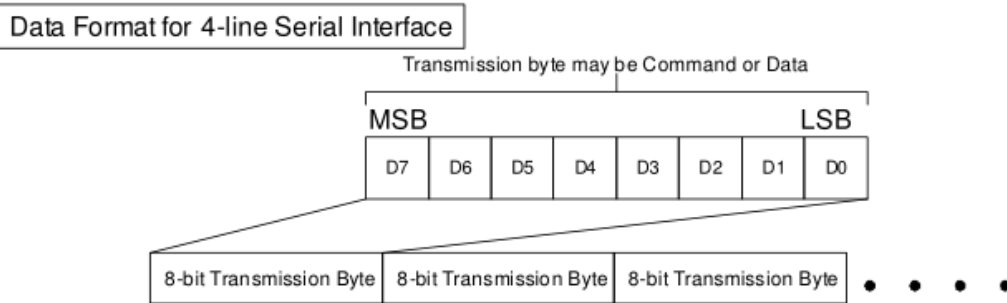 Data Format for 4-line Serial Interface
Transmission byte may be Command or Data
MSB LSB
D7 D6 D5 D4 D3 D2 D1 D0
8-bit Transmission Byte 8-bit Transmission Byte 8-bit Transmission Byte